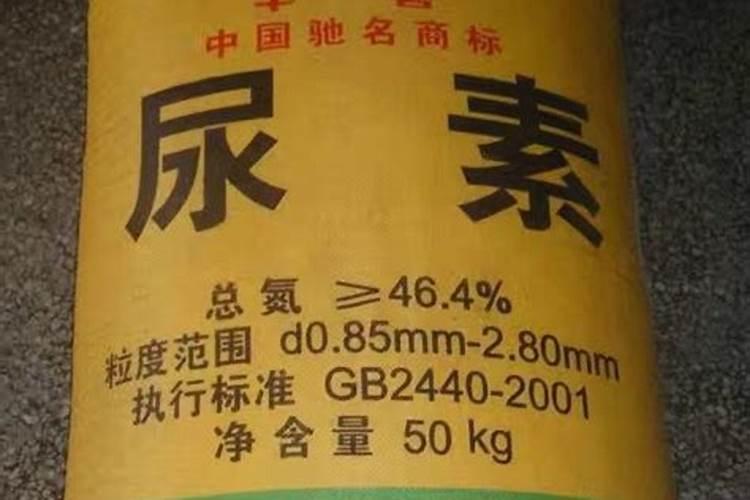 中国驰名商标
尿素
总氮 ≥46.4%
粒度范围 d0.85mm-2.80mm
执行标准 GB2440-2001
净含量 50 kg